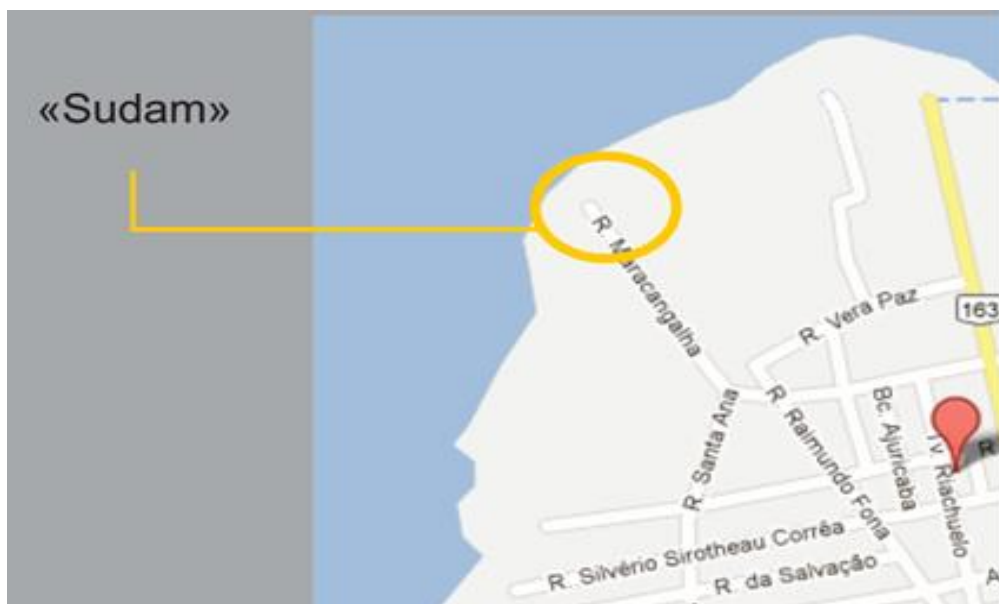 «Sudam»
R. Maracangalha
R. Vera Paz
163
R. Santa Ana
R. Raimundo Fona
Bc. Ajuricaba
Tv. Riachuelo
R
R. Silvério Sirotheau Corrêa
R. da Salvação
A